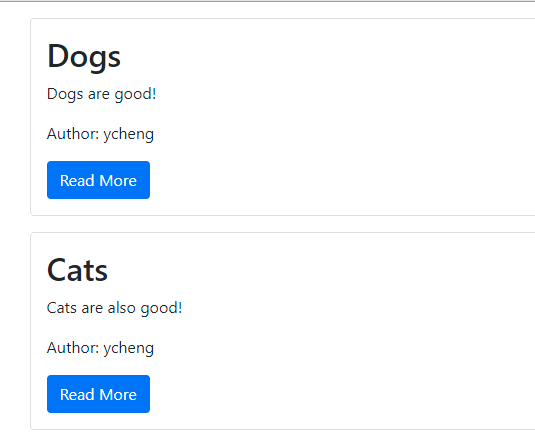 Dogs
Dogs are good!
Author: ycheng
Read More
Cats
Cats are also good!
Author: ycheng
Read More